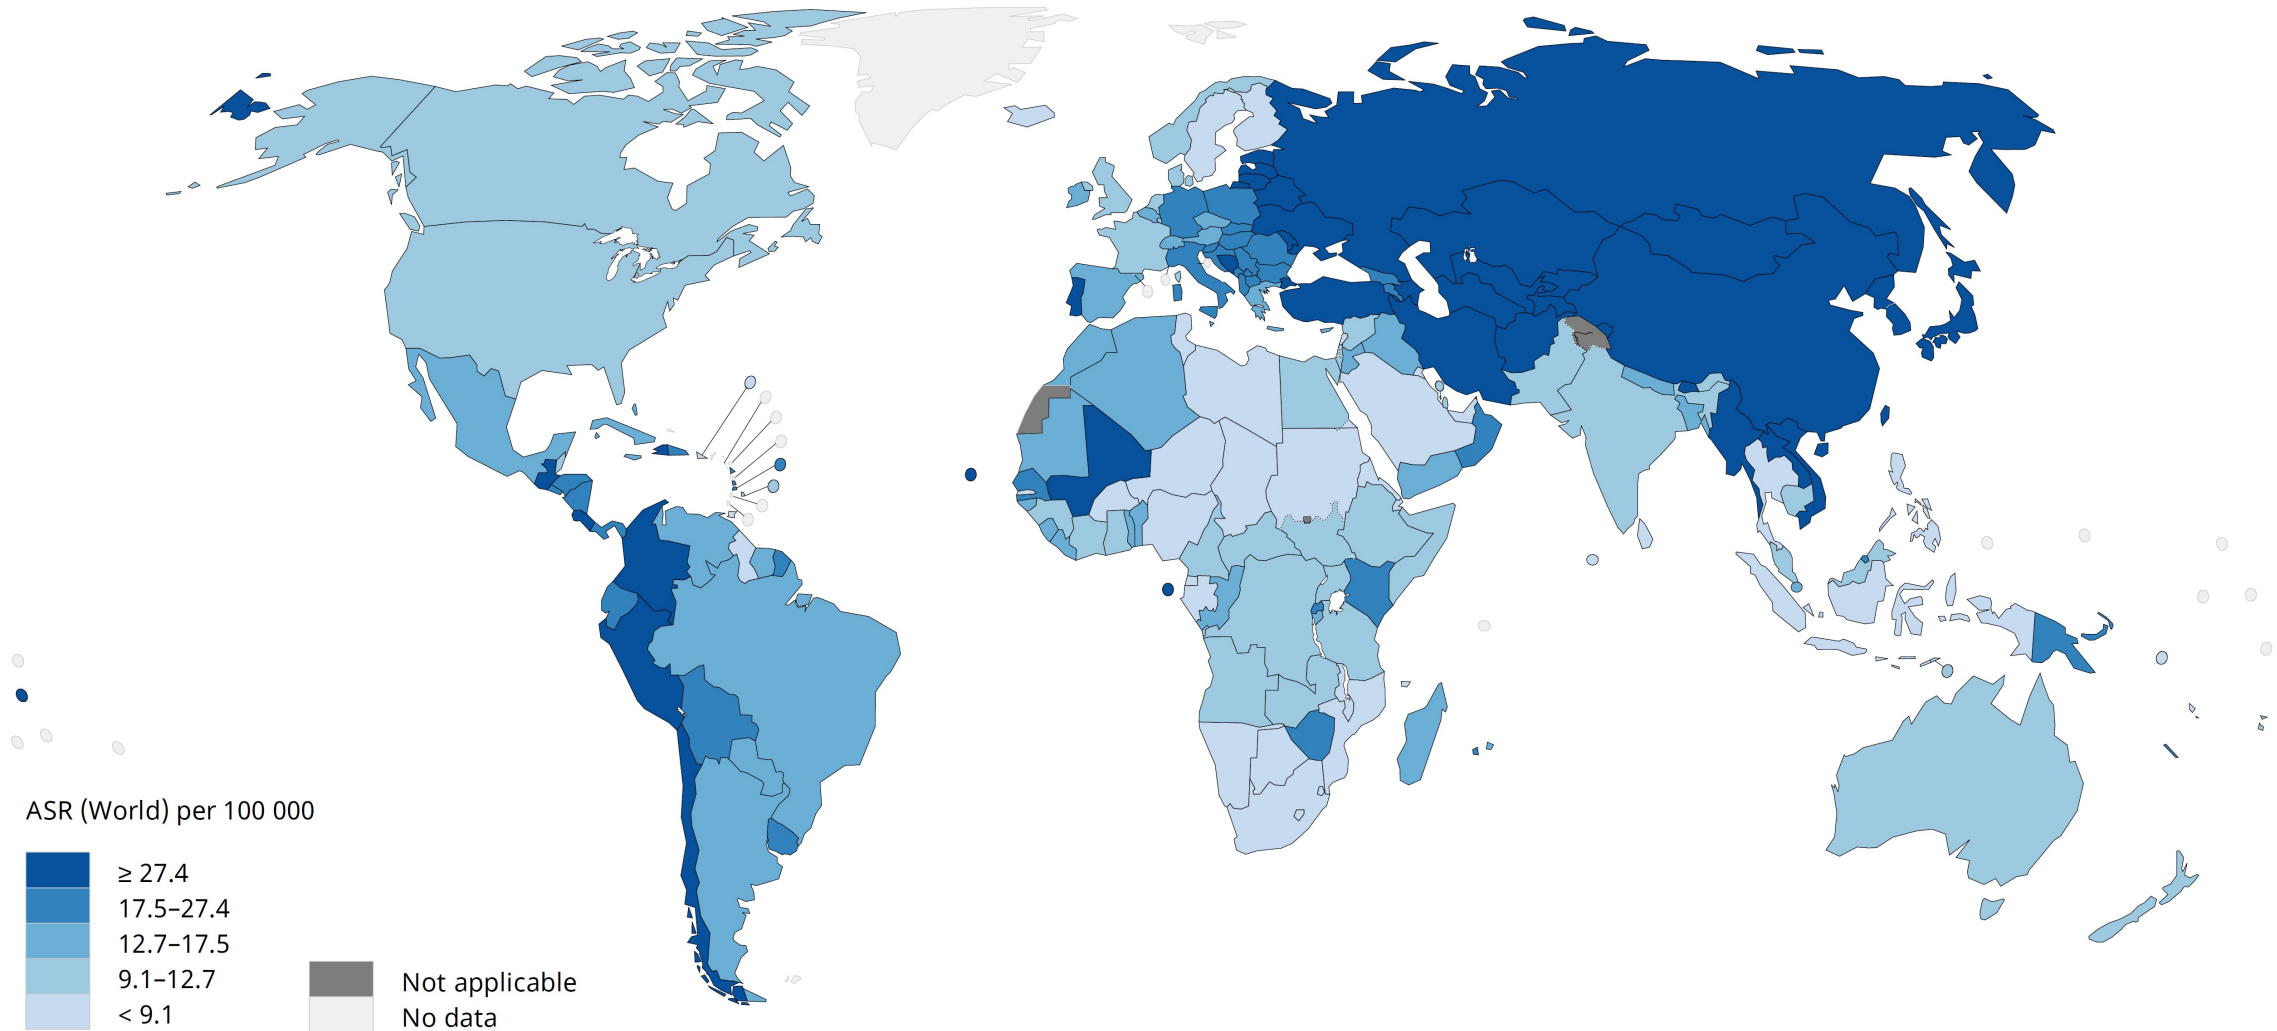 ASR (World) per 100 000
≥ 27.4
17.5–27.4
12.7–17.5
9.1–12.7
< 9.1
Not applicable
No data